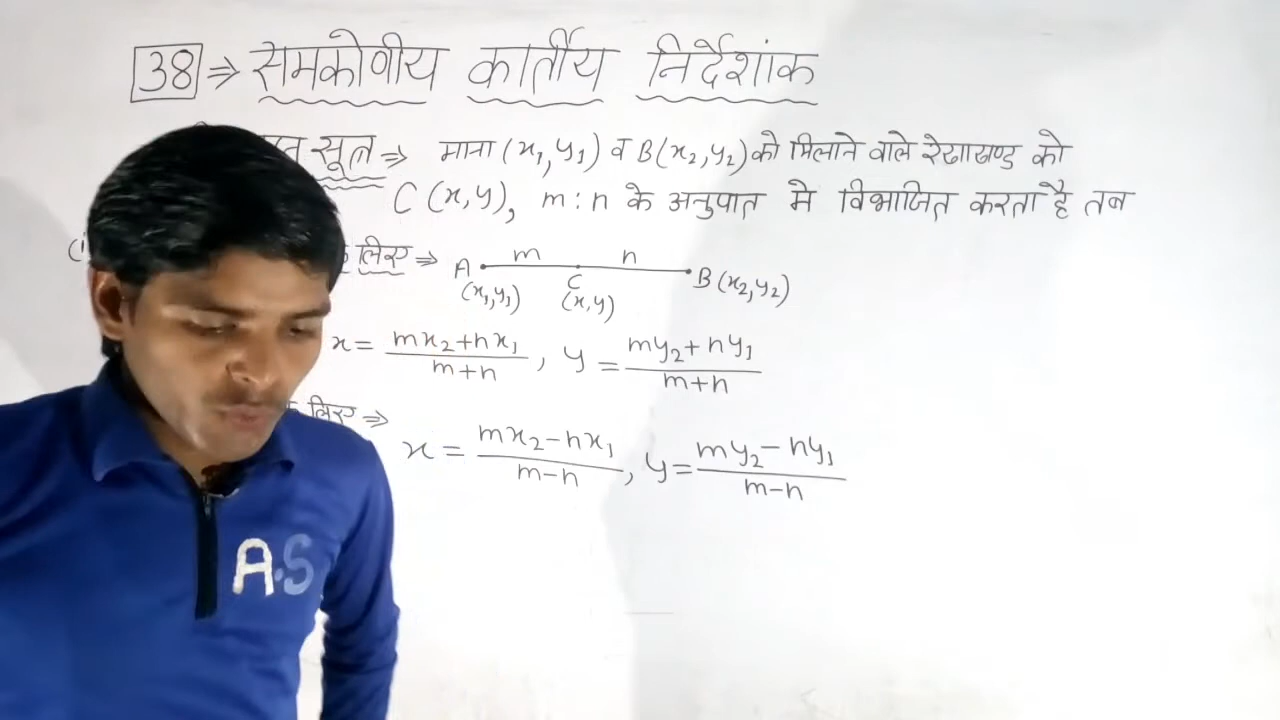 38 ⇒ समकोणीय कार्तीय निर्देशांक
सूत्र ⇒ माना (x₁,y₁) व B(x₂,y₂) को मिलाने वाले रेखाखण्ड को
C (x,y), m:n के अनुपात मे विभाजित करता है तब
लिए ⇒ A m n B (x₂,y₂)
(x₁,y₁) C (x,y)
x = (mx₂+nx₁)/(m+n), y = (my₂+ny₁)/(m+n)
लिए ⇒
x = (mx₂-nx₁)/(m-n), y = (my₂-ny₁)/(m-n)
A.S